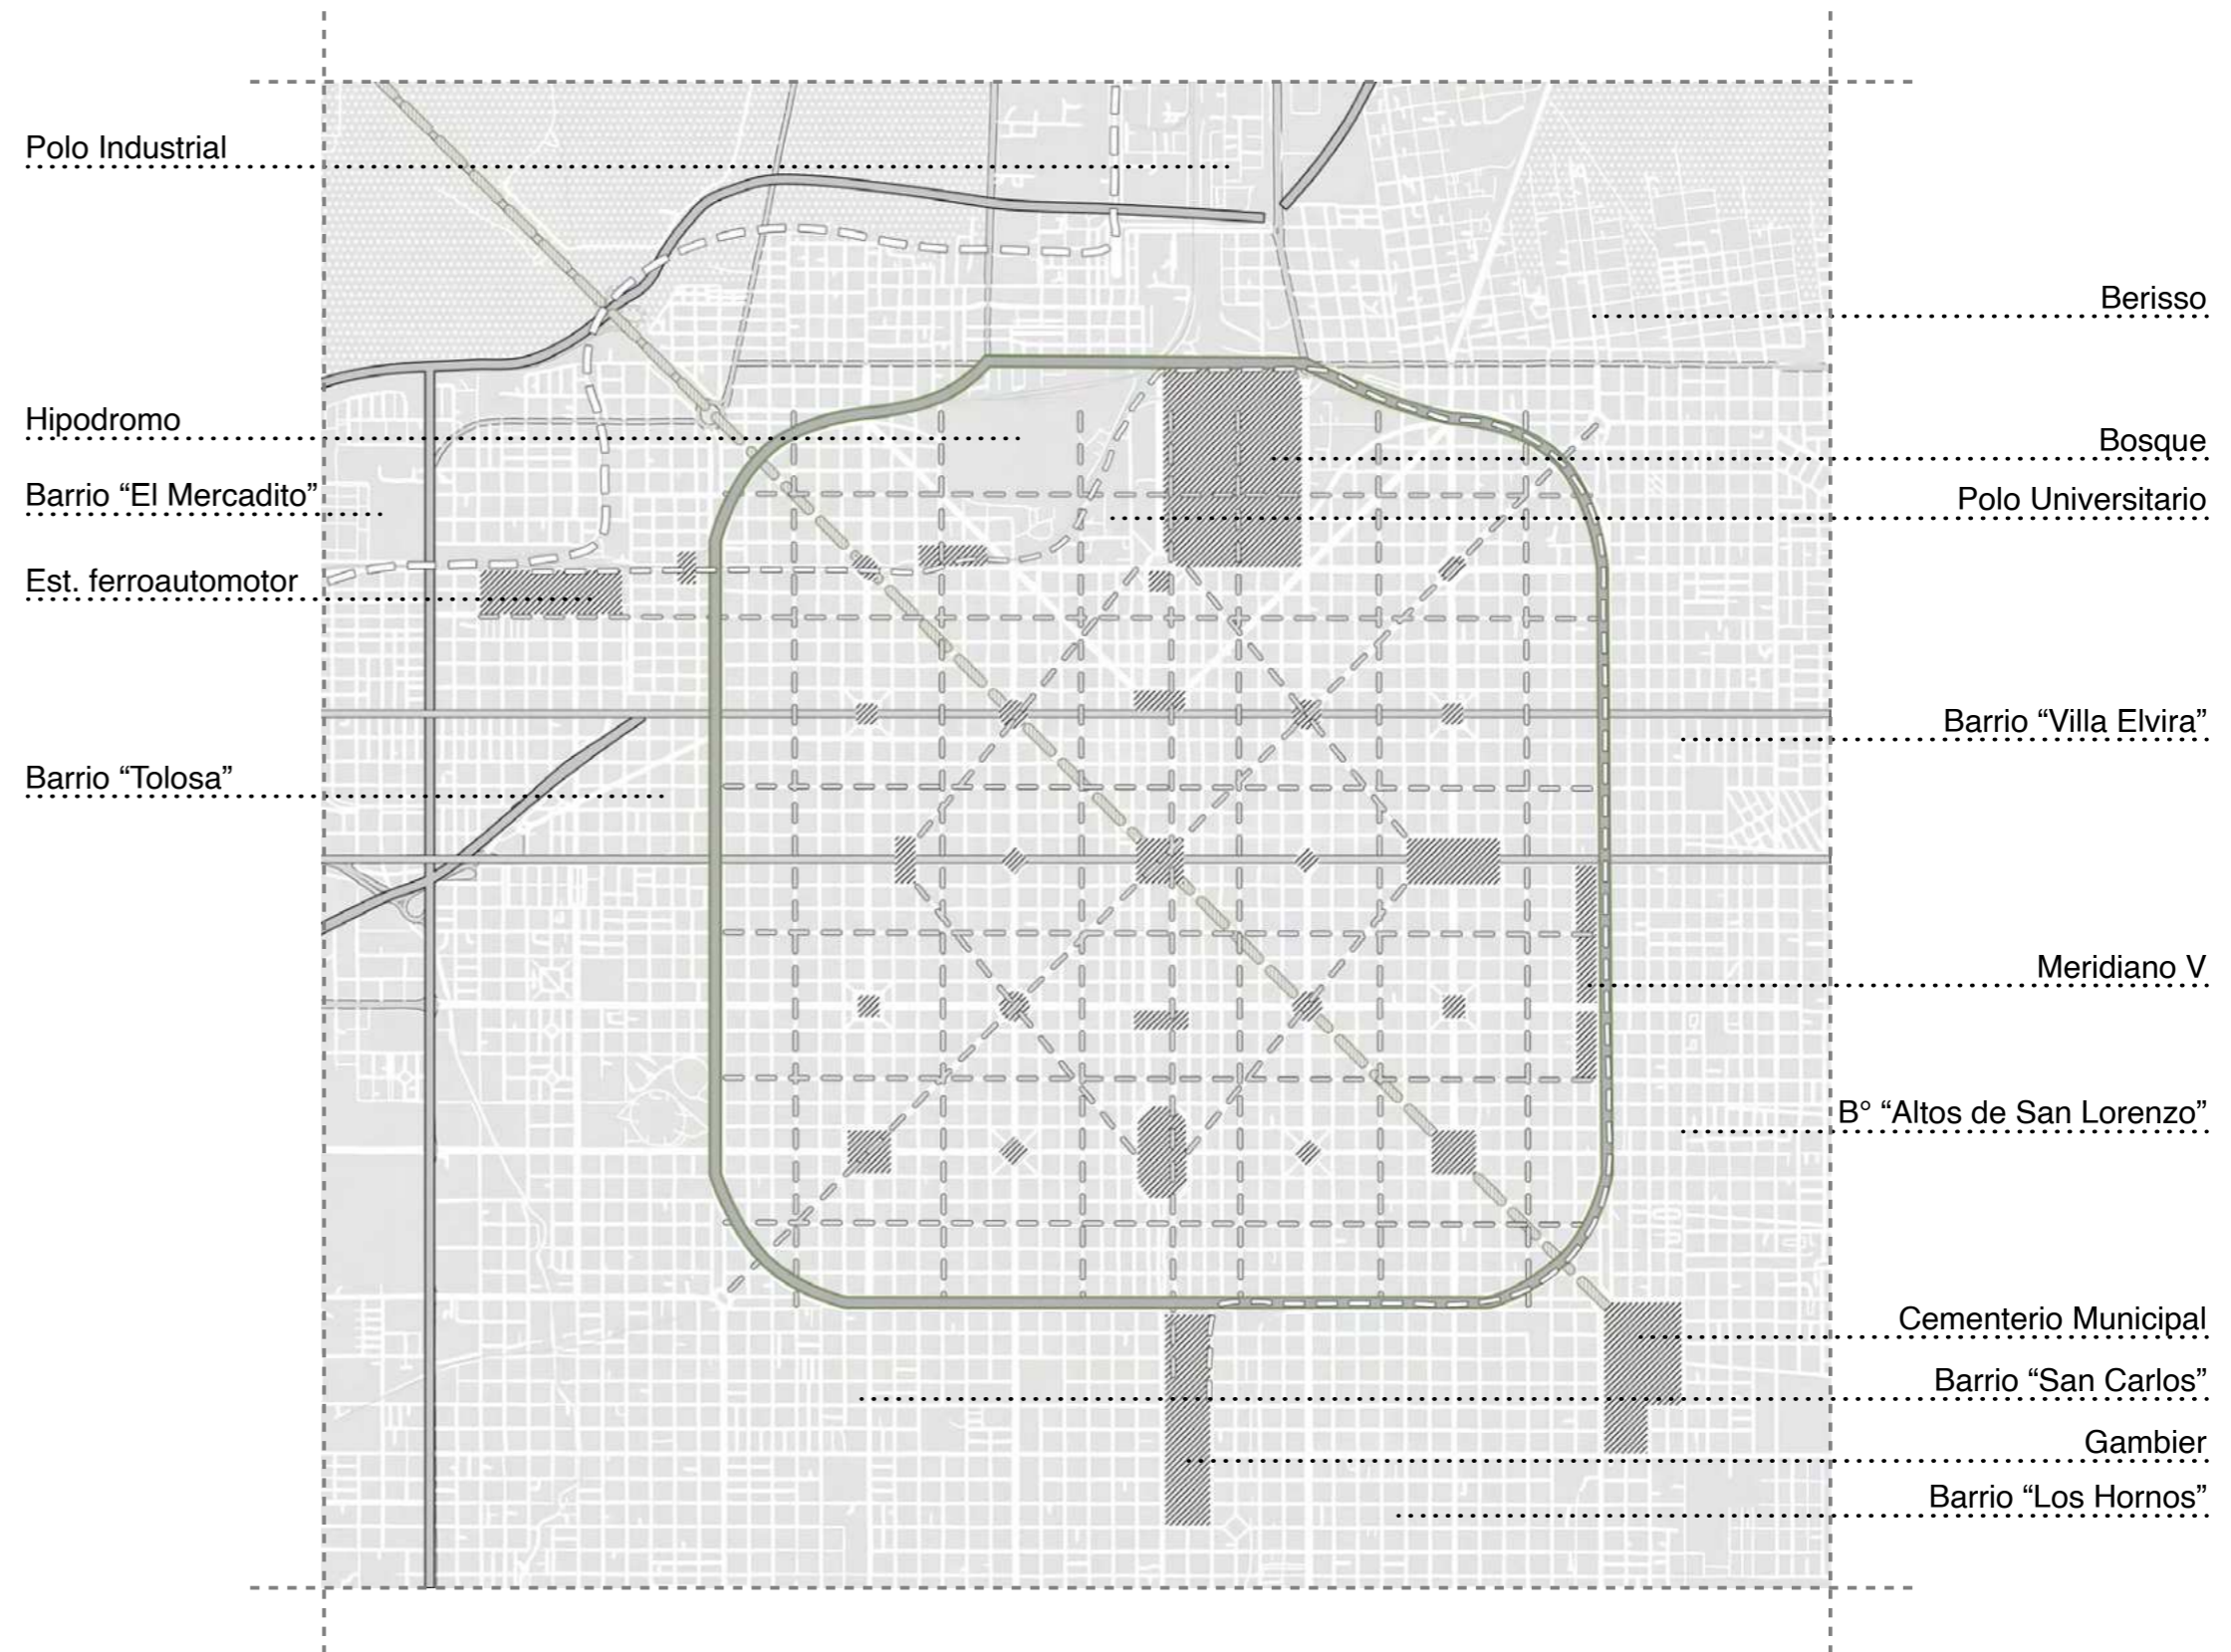 Polo Industrial
Hipodromo
Barrio “El Mercadito”
Est. ferroautomotor
Barrio “Tolosa”
Berisso
Bosque
Polo Universitario
Barrio “Villa Elvira”
Meridiano V
B° “Altos de San Lorenzo”
Cementerio Municipal
Barrio “San Carlos”
Gambier
Barrio “Los Hornos”